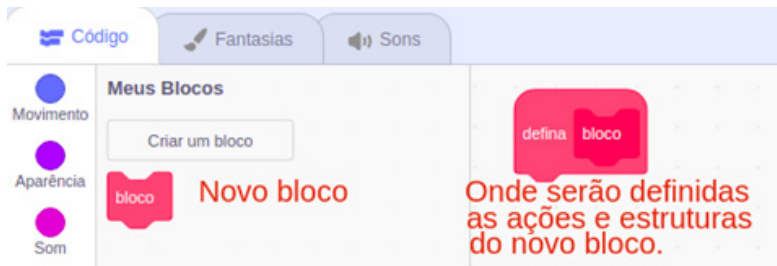 Código
Fantasias
Sons
Movimento
Meus Blocos
Criar um bloco
defina bloco
Aparência
bloco
Novo bloco
Onde serão definidas
as ações e estruturas
do novo bloco.
Som